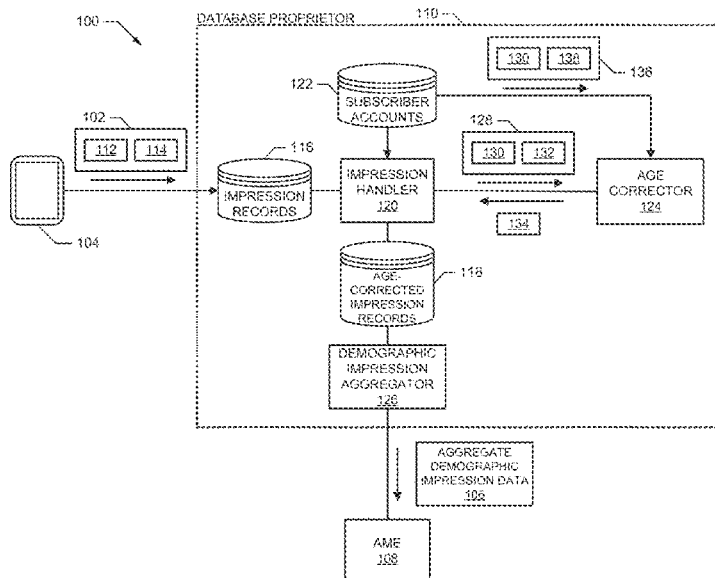 100
DATABASE PROPRIETOR
110
130 138
136
122
SUBSCRIBER
ACCOUNTS
102
112 114
116
IMPRESSION
RECORDS
IMPRESSION
HANDLER
120
128
130 132
134
AGE
CORRECTOR
124
104
118
AGE-
CORRECTED
IMPRESSION
RECORDS
DEMOGRAPHIC
IMPRESSION
AGGREGATOR
126
AGGREGATE
DEMOGRAPHIC
IMPRESSION DATA
106
AME
108